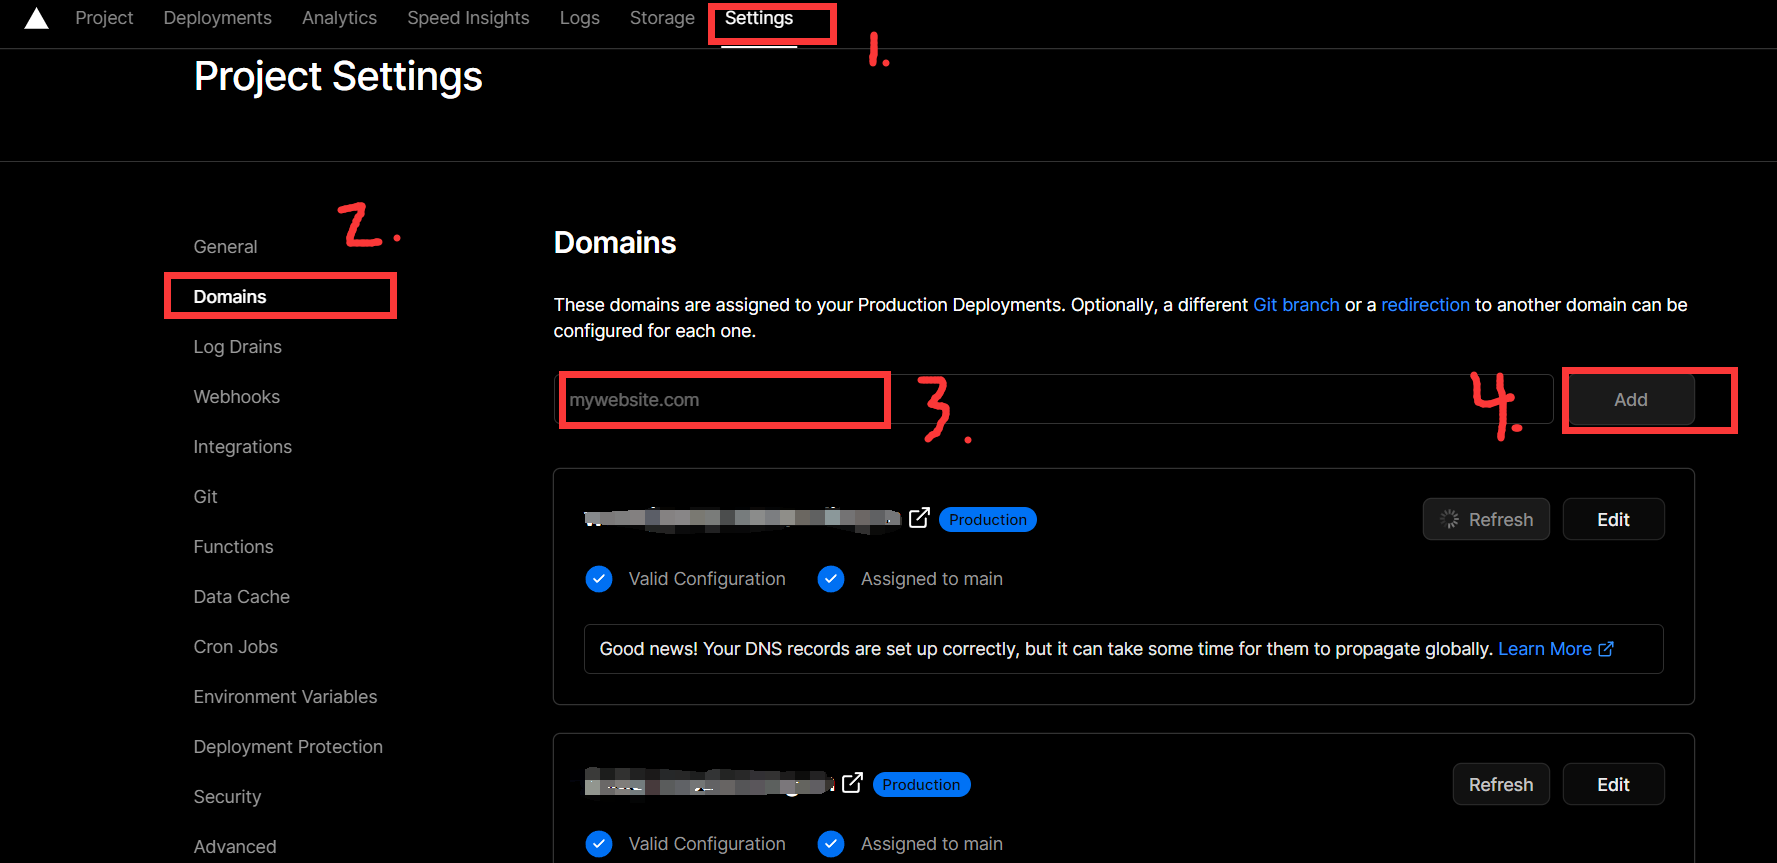 Project Deployments Analytics Speed Insights Logs Storage Settings
1.
Project Settings
2.
General
Domains
Log Drains
Webhooks
Integrations
Git
Functions
Data Cache
Cron Jobs
Environment Variables
Deployment Protection
Security
Advanced
Domains
These domains are assigned to your Production Deployments. Optionally, a different Git branch or a redirection to another domain can be
configured for each one.
mywebsite.com 3. 4. Add
Production Refresh Edit
Valid Configuration Assigned to main
Good news! Your DNS records are set up correctly, but it can take some time for them to propagate globally. Learn More
Production Refresh Edit
Valid Configuration Assigned to main